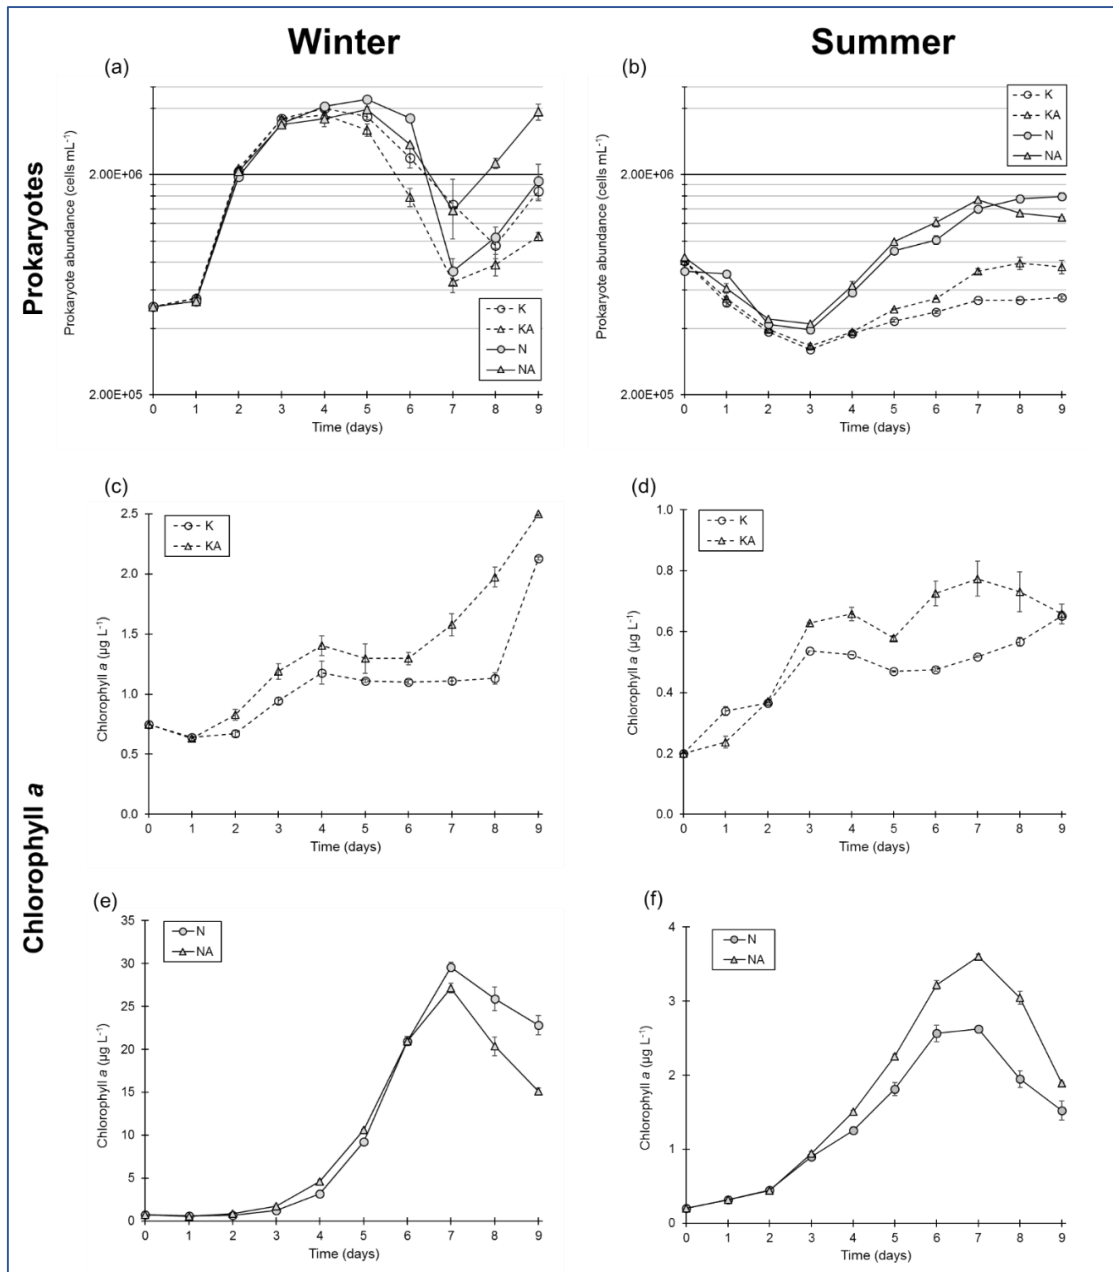 Winter
Summer
Prokaryotes
(a)
Prokaryote abundance (cells mL⁻¹)
2.00E+06
2.00E+05
K
KA
N
NA
0 1 2 3 4 5 6 7 8 9
Time (days)
(b)
Prokaryote abundance (cells mL⁻¹)
2.00E+06
2.00E+05
K
KA
N
NA
0 1 2 3 4 5 6 7 8 9
Time (days)
Chlorophyll a
(c)
Chlorophyll a (µg L⁻¹)
2.5
2.0
1.5
1.0
0.5
0.0
K
KA
0 1 2 3 4 5 6 7 8 9
Time (days)
(d)
Chlorophyll a (µg L⁻¹)
1.0
0.8
0.6
0.4
0.2
0.0
K
KA
0 1 2 3 4 5 6 7 8 9
Time (days)
(e)
Chlorophyll a (µg L⁻¹)
35
30
25
20
15
10
5
0
N
NA
0 1 2 3 4 5 6 7 8 9
Time (days)
(f)
Chlorophyll a (µg L⁻¹)
4
3
2
1
0
N
NA
0 1 2 3 4 5 6 7 8 9
Time (days)